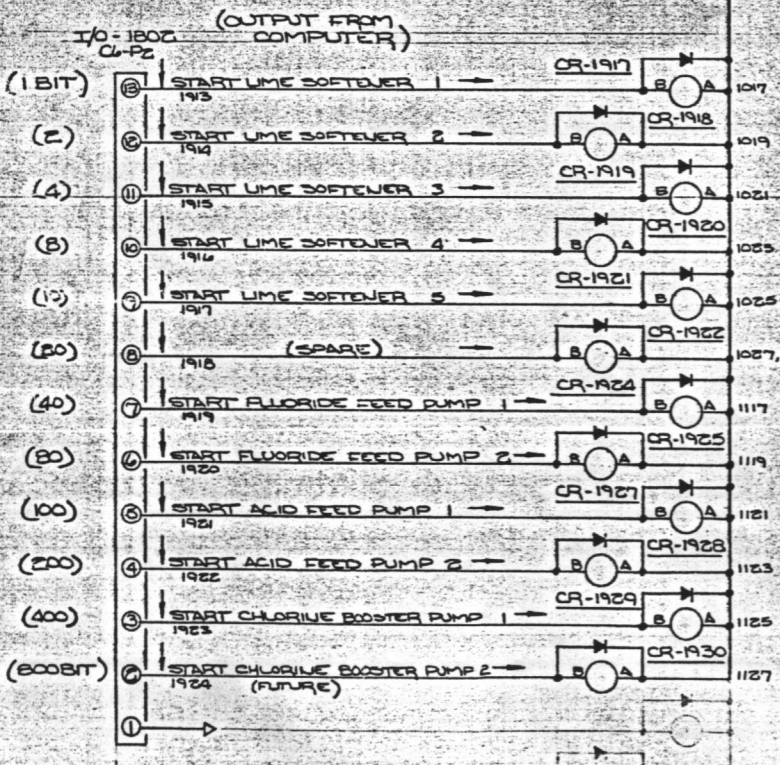 (OUTPUT FROM COMPUTER)
I/O-1802
C6-P2
(1 BIT) 13 START LIME SOFTENER 1 CR-1917 B A 1017
1913
(2) 12 START LIME SOFTENER 2 CR-1918 B A 1019
1914
(4) 11 START LIME SOFTENER 3 CR-1919 B A 1021
1915
(8) 10 START LIME SOFTENER 4 CR-1920 B A 1023
1916
(10) 9 START LIME SOFTENER 5 CR-1921 B A 1025
1917
(20) 8 (SPARE) CR-1922 B A 1027
1918
(40) 7 START FLUORIDE FEED PUMP 1 CR-1924 B A 1117
1919
(80) 6 START FLUORIDE FEED PUMP 2 CR-1925 B A 1119
1920
(100) 5 START ACID FEED PUMP 1 CR-1927 B A 1121
1921
(200) 4 START ACID FEED PUMP 2 CR-1928 B A 1123
1922
(400) 3 START CHLORINE BOOSTER PUMP 1 CR-1929 B A 1125
1923
(800BIT) 2 START CHLORINE BOOSTER PUMP 2 CR-1930 B A 1127
1924 (FUTURE)
1